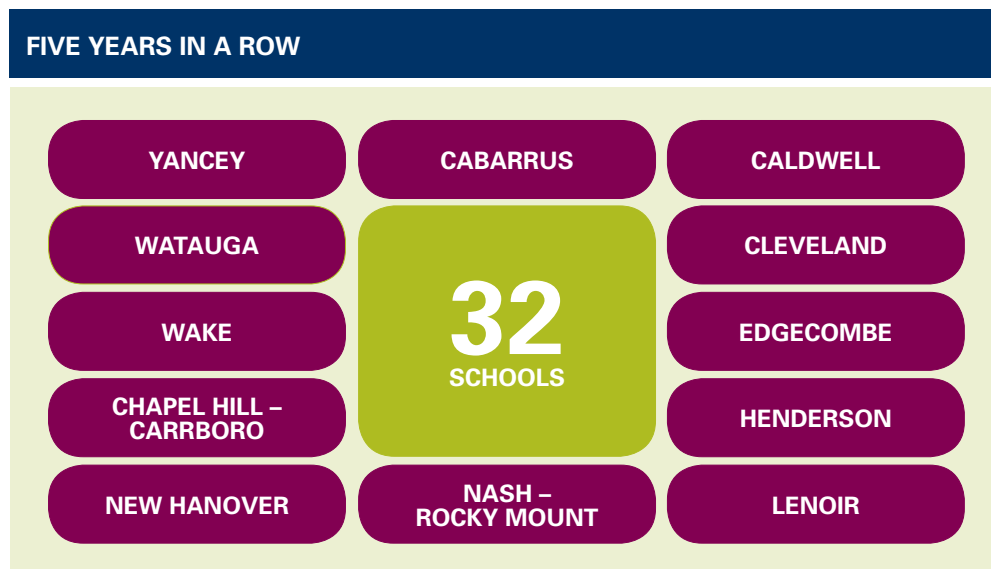 FIVE YEARS IN A ROW
YANCEY
CABARRUS
CALDWELL
WATAUGA
CLEVELAND
32
SCHOOLS
WAKE
EDGECOMBE
CHAPEL HILL –
CARRBORO
HENDERSON
NEW HANOVER
NASH –
ROCKY MOUNT
LENOIR